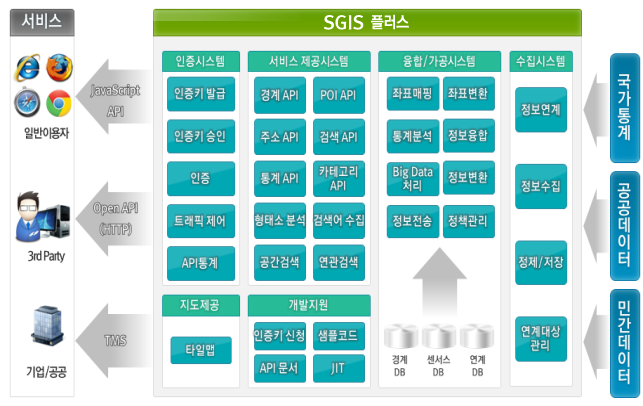 서비스
SGIS 플러스
일반이용자
3rd Party
기업/공공
JavaScript
API
Open API
(HTTP)
TMS
인증시스템
인증키 발급
인증키 승인
인증
트래픽 제어
API통계
서비스 제공시스템
경계 API
POI API
주소 API
검색 API
통계 API
카테고리
API
형태소 분석
검색어 수집
공간검색
연관검색
융합/가공시스템
좌표매핑
좌표변환
통계분석
정보융합
Big Data
처리
정보변환
정보전송
정책관리
경계
DB
센서스
DB
연계
DB
수집시스템
정보연계
정보수집
정제/저장
연계대상
관리
지도제공
타일맵
개발지원
인증키 신청
샘플코드
API 문서
JIT
국가통계
공공데이터
민간데이터